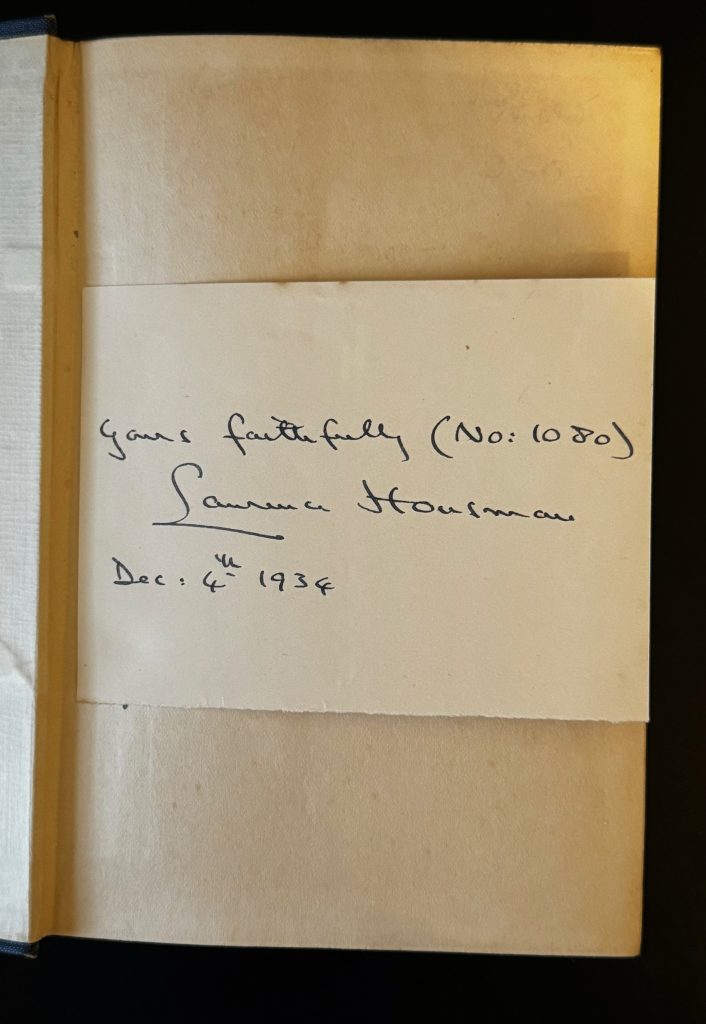 Yours faithfully (No: 1080)
Laurence Housman
Dec: 4th 1934